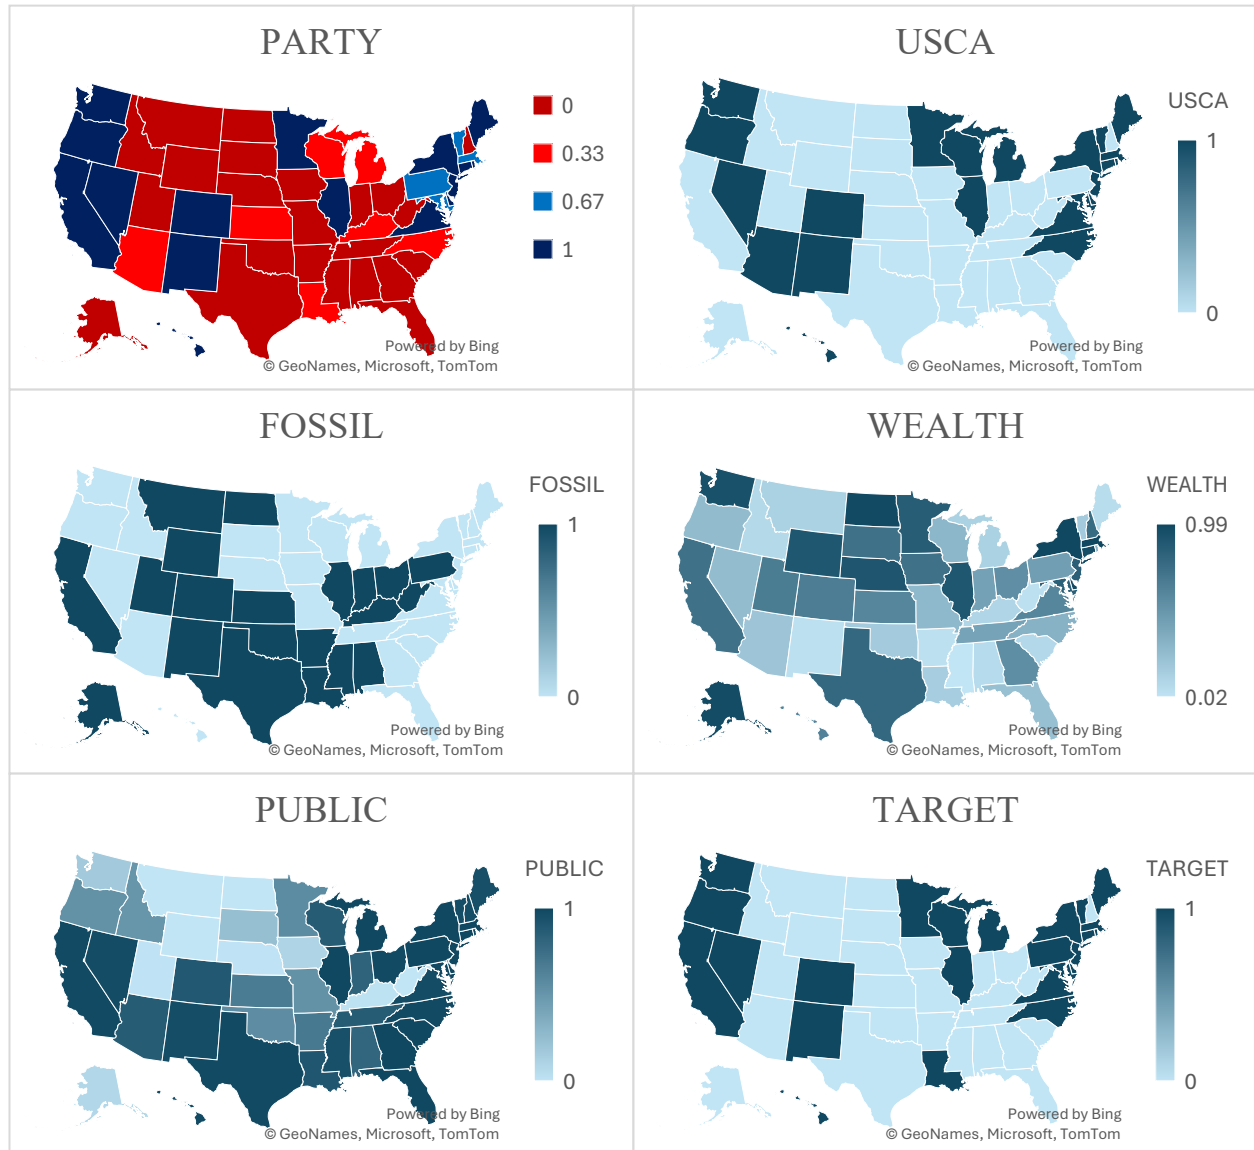 PARTY
0
0.33
0.67
1
Powered by Bing
© GeoNames, Microsoft, TomTom
USCA
USCA
1
0
Powered by Bing
© GeoNames, Microsoft, TomTom
FOSSIL
FOSSIL
1
0
Powered by Bing
© GeoNames, Microsoft, TomTom
WEALTH
WEALTH
0.99
0.02
Powered by Bing
© GeoNames, Microsoft, TomTom
PUBLIC
PUBLIC
1
0
Powered by Bing
© GeoNames, Microsoft, TomTom
TARGET
TARGET
1
0
Powered by Bing
© GeoNames, Microsoft, TomTom